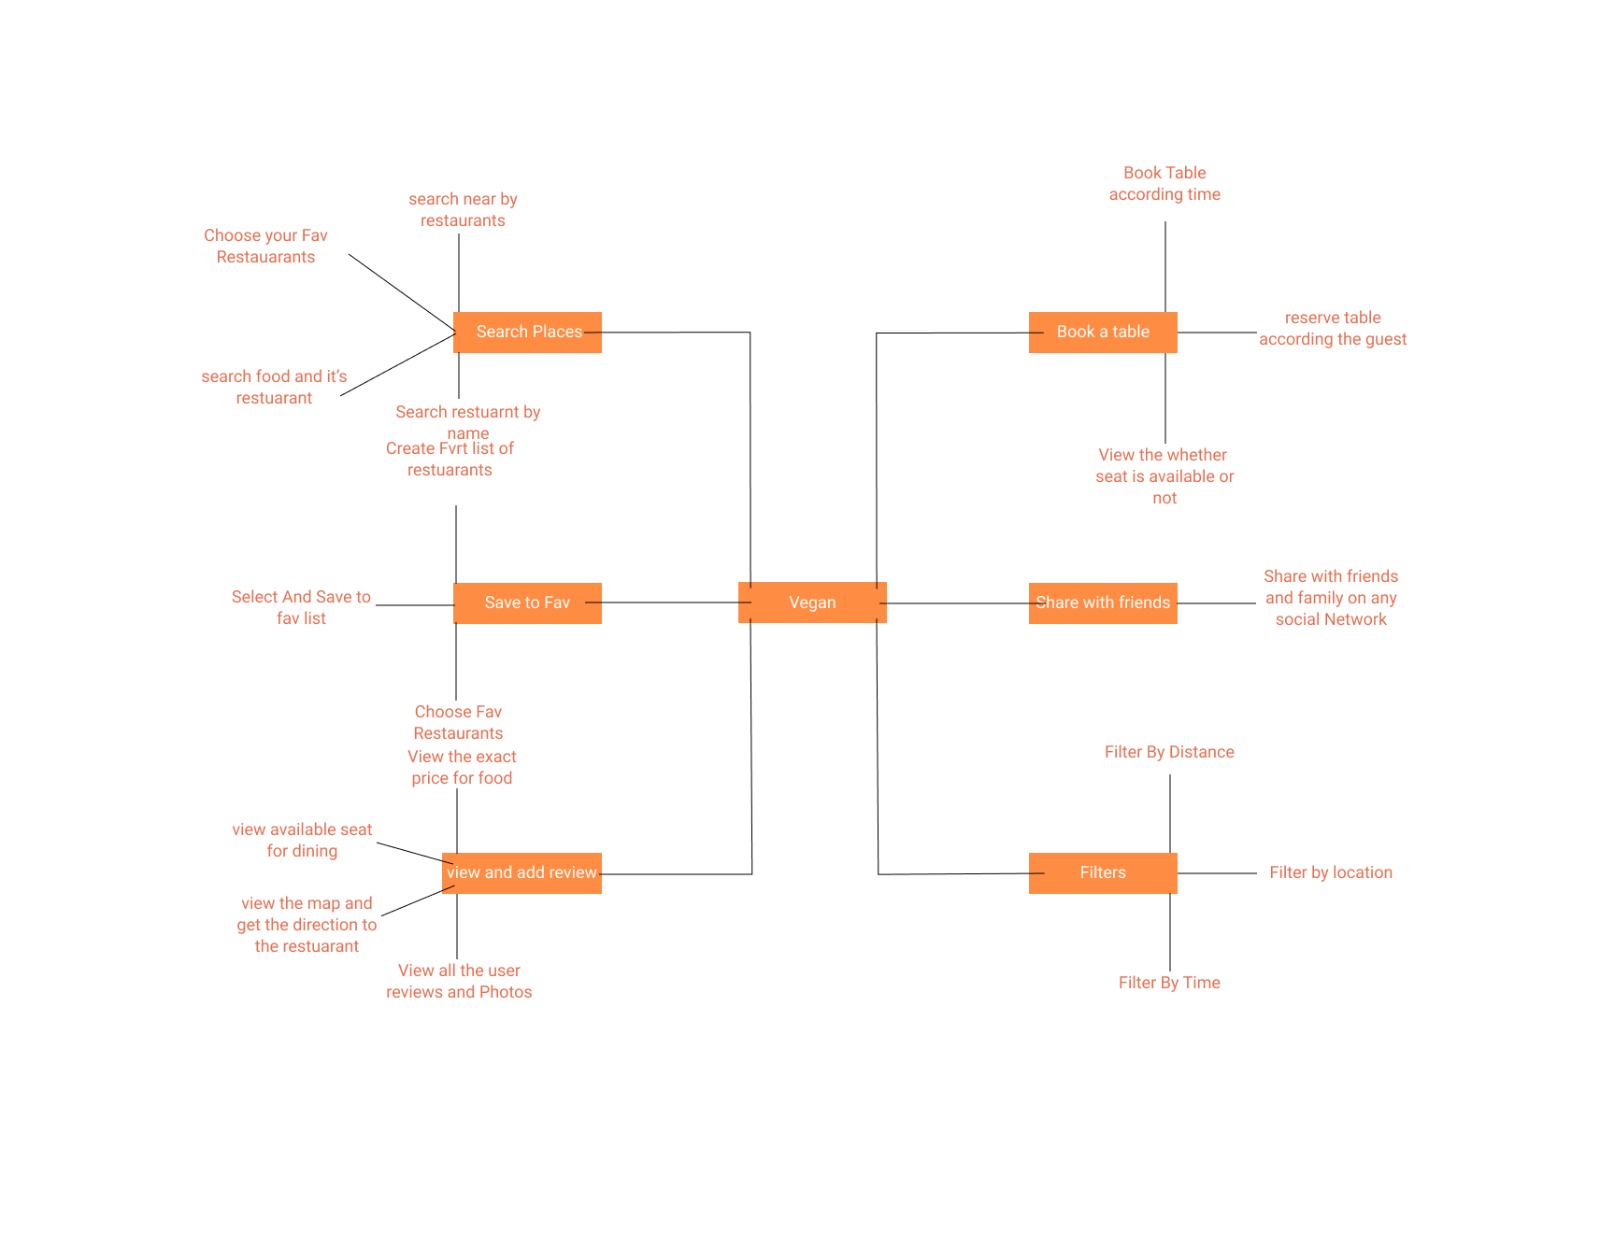 search near by
restaurants
Choose your Fav
Restauarants
Search Places
search food and it's
restuarant
Search restuarnt by
name
Create Fvrt list of
restuarants
Select And Save to
fav list
Save to Fav
Choose Fav
Restaurants
View the exact
price for food
view available seat
for dining
view and add review
view the map and
get the direction to
the restuarant
View all the user
reviews and Photos
Vegan
Book Table
according time
Book a table
reserve table
according the guest
View the whether
seat is available or
not
Share with friends
Share with friends
and family on any
social Network
Filter By Distance
Filters
Filter by location
Filter By Time